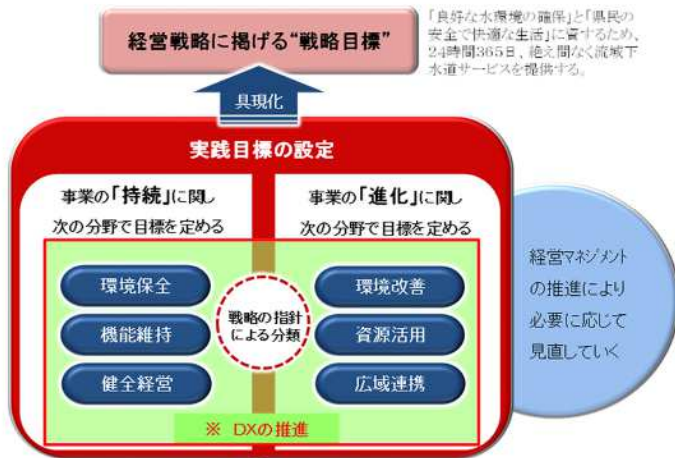 経営戦略に掲げる“戦略目標”
「良好な水環境の確保」と「県民の
安全で快適な生活」に資するため、
24時間365日、絶え間なく流域下
水道サービスを提供する。
具現化
実践目標の設定
事業の「持続」に関し
次の分野で目標を定める
事業の「進化」に関し
次の分野で目標を定める
環境保全
機能維持
健全経営
戦略の指針
による分類
環境改善
資源活用
広域連携
※ DXの推進
経営マネジメント
の推進により
必要に応じて
見直していく